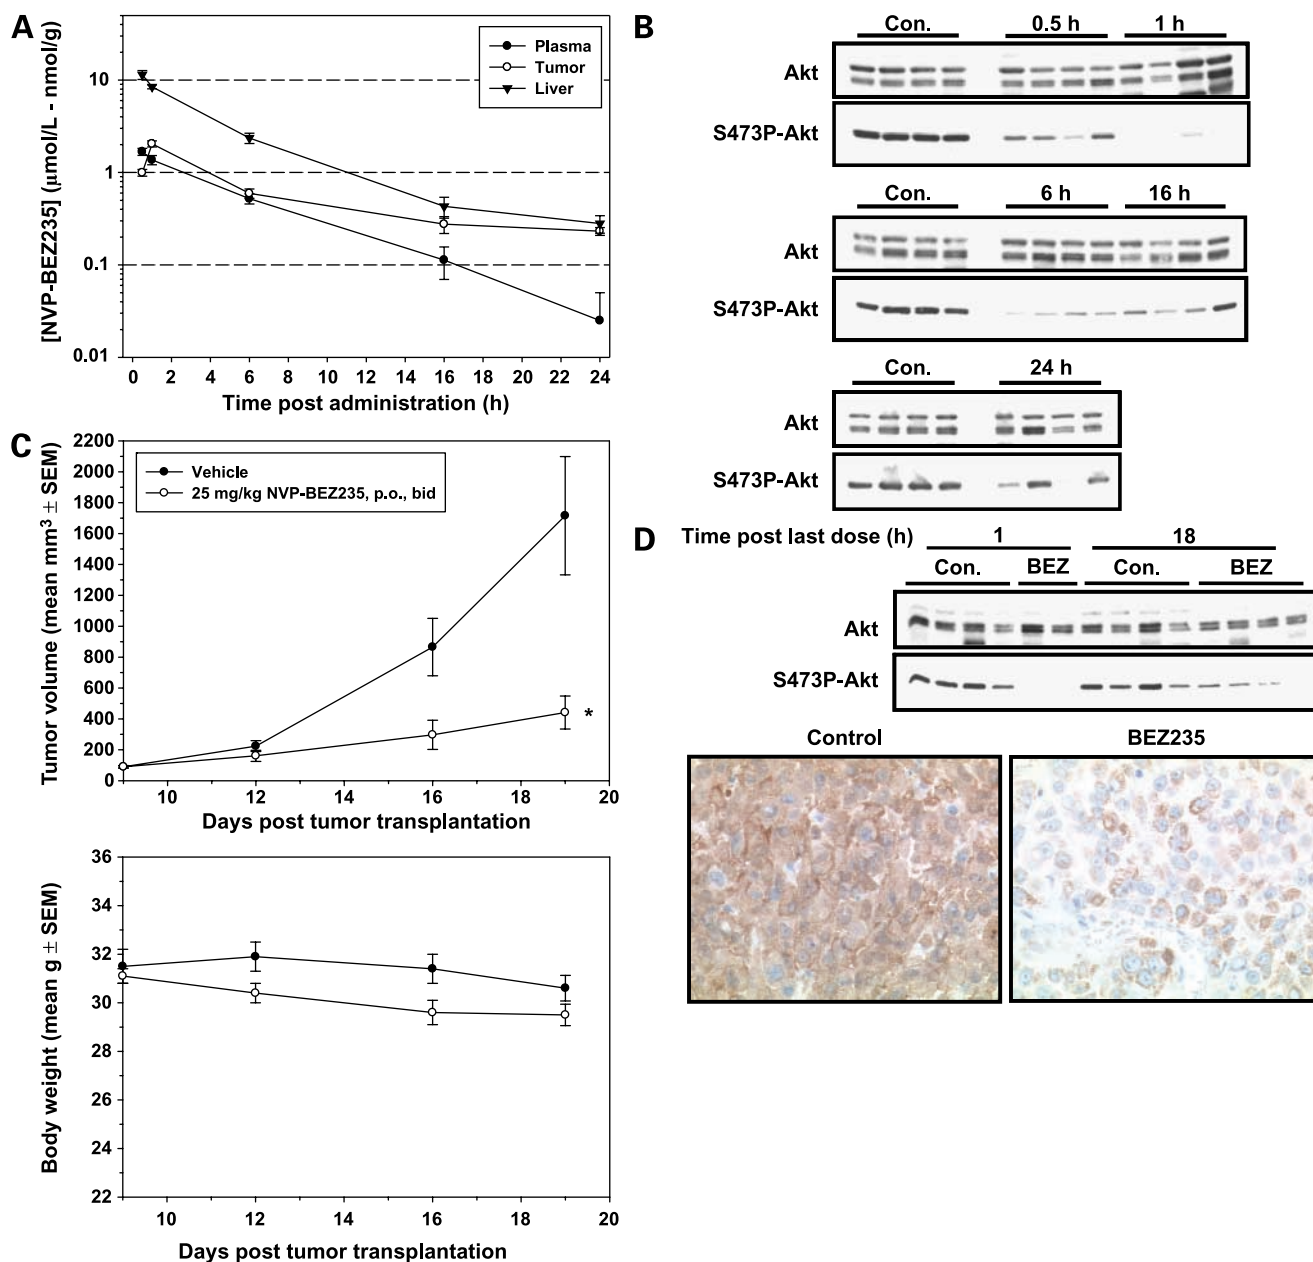 A
[NVP-BEZ235] (μmol/L - nmol/g)
10
1
0.1
0.01
Plasma
Tumor
Liver
0 2 4 6 8 10 12 14 16 18 20 22 24
Time post administration (h)
B
Con. 0.5 h 1 h
Akt
S473P-Akt
Con. 6 h 16 h
Akt
S473P-Akt
Con. 24 h
Akt
S473P-Akt
C
Tumor volume (mean mm³ ± SEM)
2200
2000
1800
1600
1400
1200
1000
800
600
400
200
0
Vehicle
25 mg/kg NVP-BEZ235, p.o., bid
*
10 12 14 16 18 20
Days post tumor transplantation
Body weight (mean g ± SEM)
36
34
32
30
28
26
24
22
10 12 14 16 18 20
Days post tumor transplantation
D
Time post last dose (h) 1 18
Con. BEZ Con. BEZ
Akt
S473P-Akt
Control BEZ235